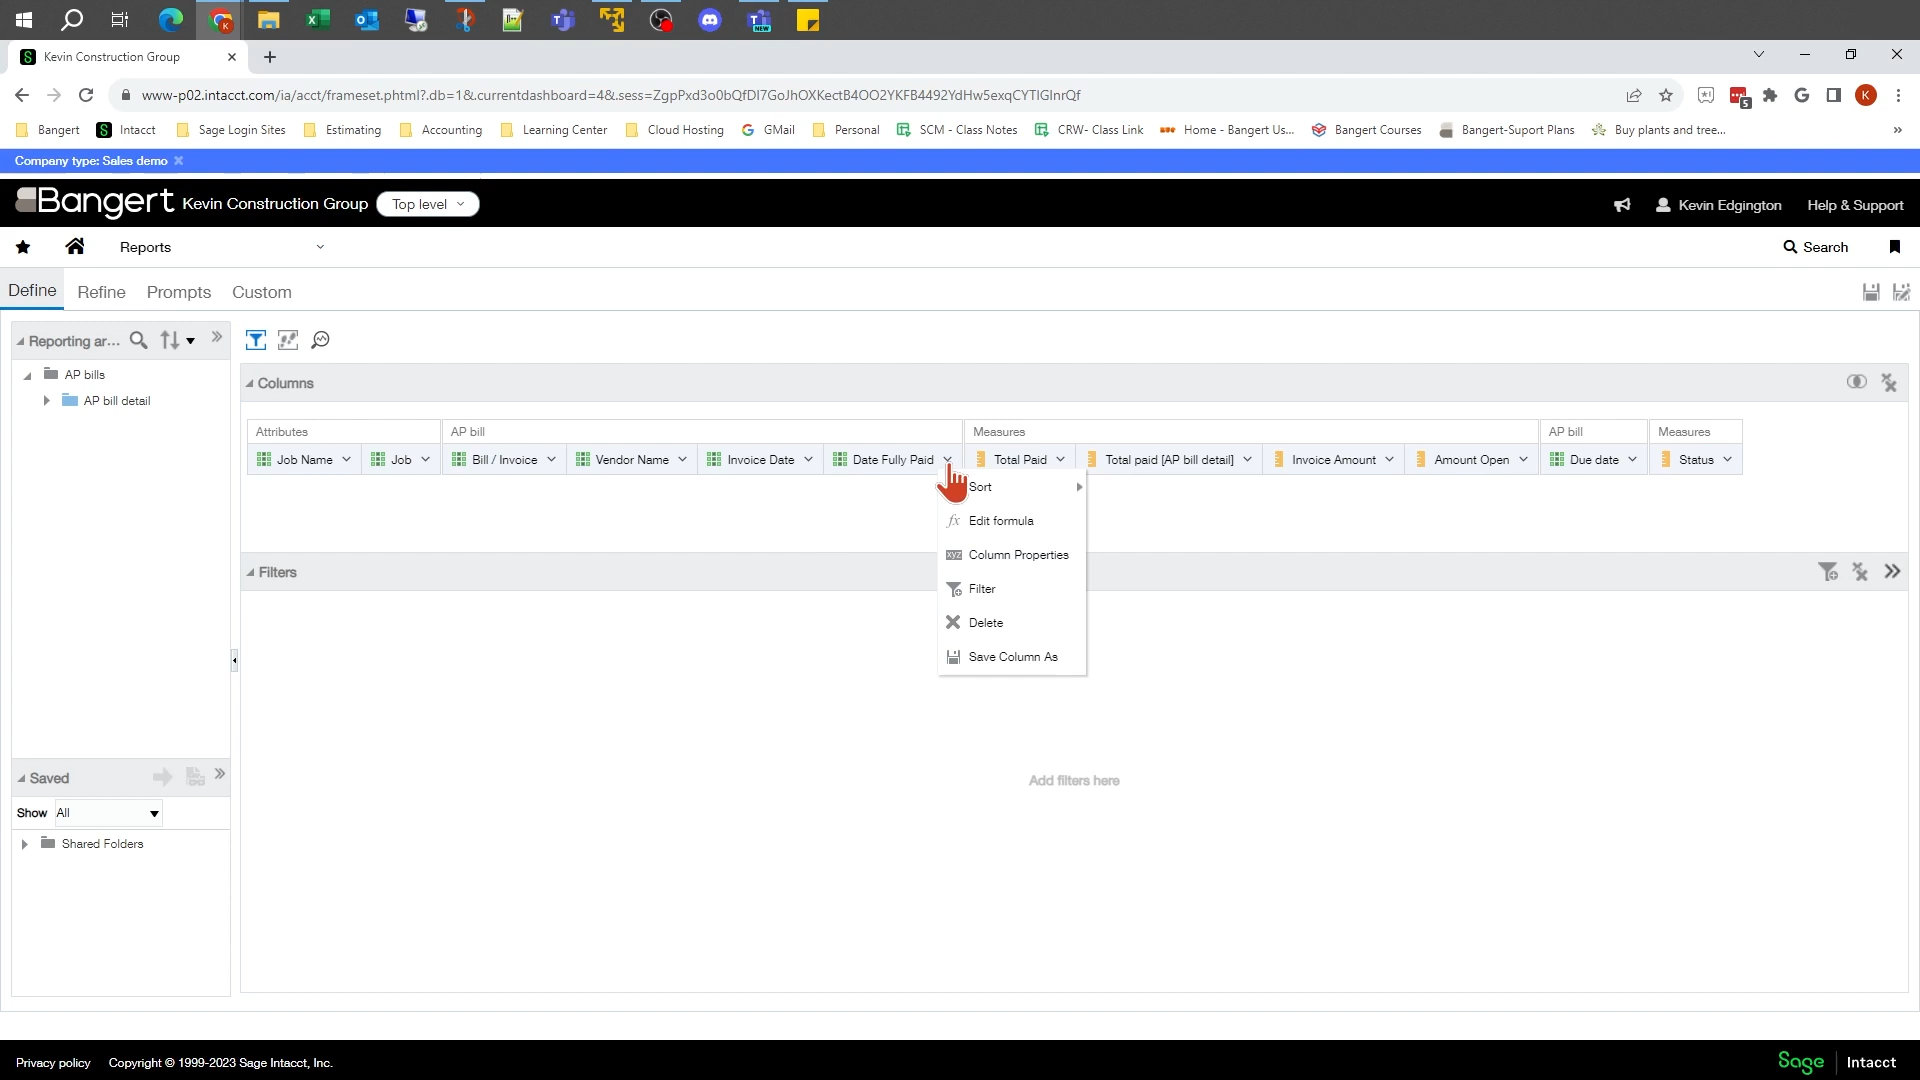 Kevin Construction Group
www-p02.intacct.com/ia/acct/frameset.phtml?.db=1&.currentdashboard=4&.sess=ZgpPxd3o0bQfDI7GoJhOXKectB4OO2YKFB4492YdHw5exqCYTIGInrQf
5
K
Bangert
Intacct
Sage Login Sites
Estimating
Accounting
Learning Center
Cloud Hosting
GMail
Personal
SCM - Class Notes
CRW- Class Link
Home - Bangert Us...
Bangert Courses
Bangert-Suport Plans
Buy plants and tree...
Company type: Sales demo
Bangert Kevin Construction Group
Top level
Kevin Edgington
Help & Support
Reports
Search
Define
Refine
Prompts
Custom
Reporting ar...
AP bills
AP bill detail
Columns
Attributes
AP bill
Measures
AP bill
Measures
Job Name
Job
Bill / Invoice
Vendor Name
Invoice Date
Date Fully Paid
Total Paid
Total paid [AP bill detail]
Invoice Amount
Amount Open
Due date
Status
Sort
fx Edit formula
xyz Column Properties
Filter
Delete
Save Column As
Filters
Add filters here
Saved
Show All
Shared Folders
Privacy policy
Copyright © 1999-2023 Sage Intacct, Inc.
Sage Intacct